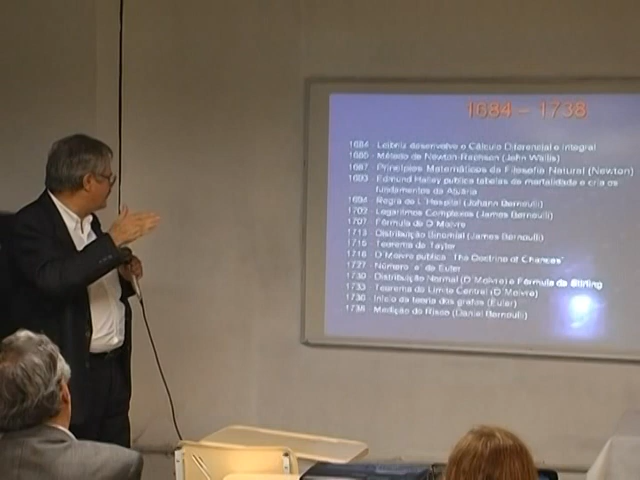 1684 – 1738
1684 - Leibniz desenvolve o Cálculo Diferencial e Integral
1685 - Método de Newton-Raphson (John Wallis)
1687 - Princípios Matemáticos da Filosofia Natural (Newton)
1693 - Edmund Halley publica tabelas de mortalidade e cria os
fundamentos da Atuária
1694 - Regra de L´Hospital (Johann Bernoulli)
1702 - Logaritmos Complexos (James Bernoulli)
1707 - Fórmula de D´Moivre
1713 - Distribuição Binomial (James Bernoulli)
1715 - Teorema de Taylor
1718 - D´Moivre publica "The Doctrine of Chances"
1727 - Número "e" de Euler
1730 - Distribuição Normal (D´Moivre) e Fórmula de Stirling
1733 - Teorema do Limite Central (D´Moivre)
1736 - Início da teoria dos grafos (Euler)
1738 - Medição do Risco (Daniel Bernoulli)